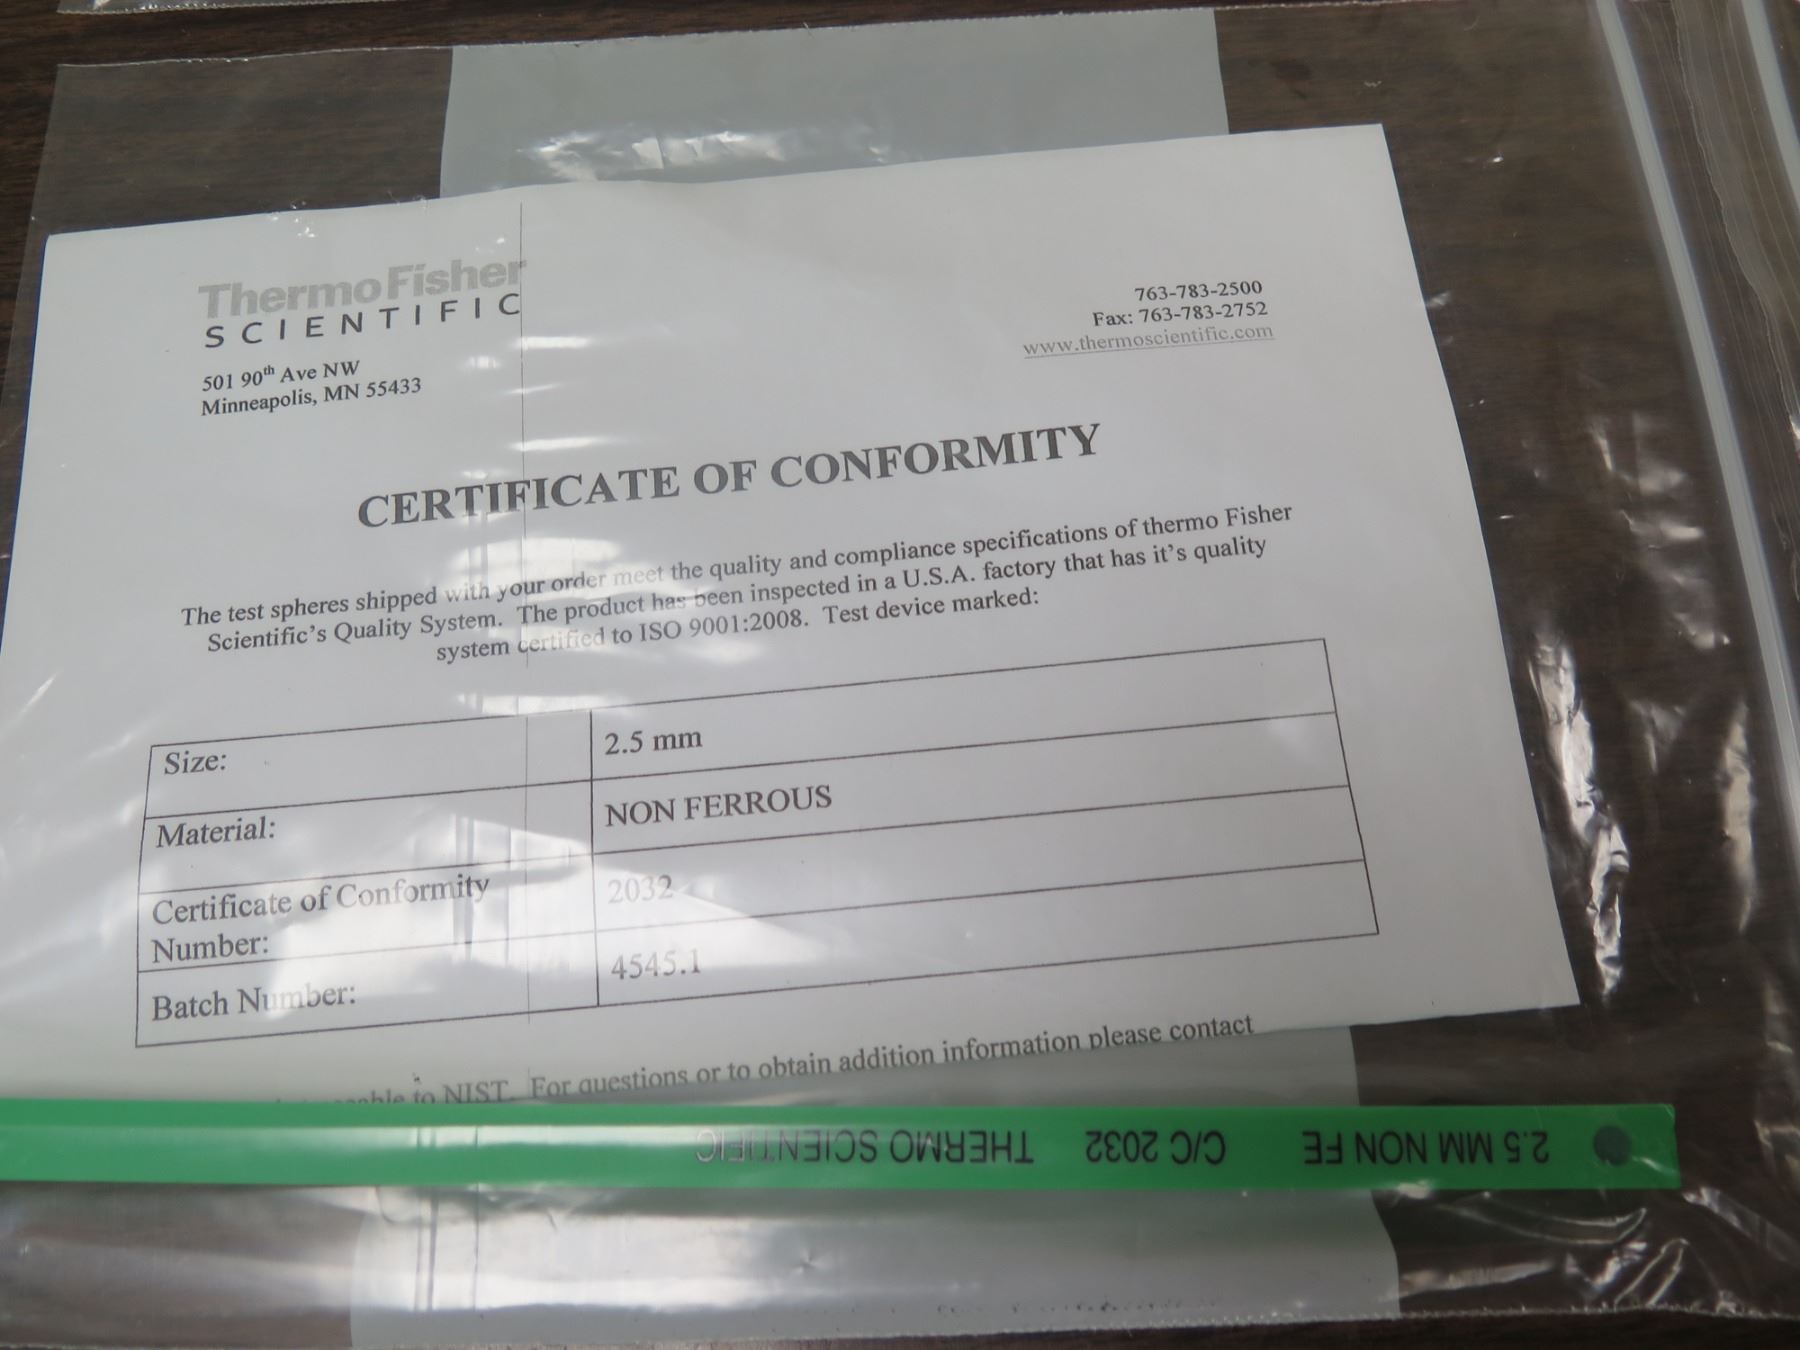 ThermoFisher
SCIENTIFIC
501 90th Ave NW
Minneapolis, MN 55433
763-783-2500
Fax: 763-783-2752
www.thermoscientific.com
CERTIFICATE OF CONFORMITY
The test spheres shipped with your order meet the quality and compliance specifications of thermo Fisher
Scientific's Quality System. The product has been inspected in a U.S.A. factory that has it's quality
system certified to ISO 9001:2008. Test device marked:
Size: 2.5 mm
Material: NON FERROUS
Certificate of Conformity
Number: 2032
Batch Number: 4545.1
to NIST. For questions or to obtain addition information please contact
2.5 MM NON FE C/C 2032 THERMO SCIENTIFIC